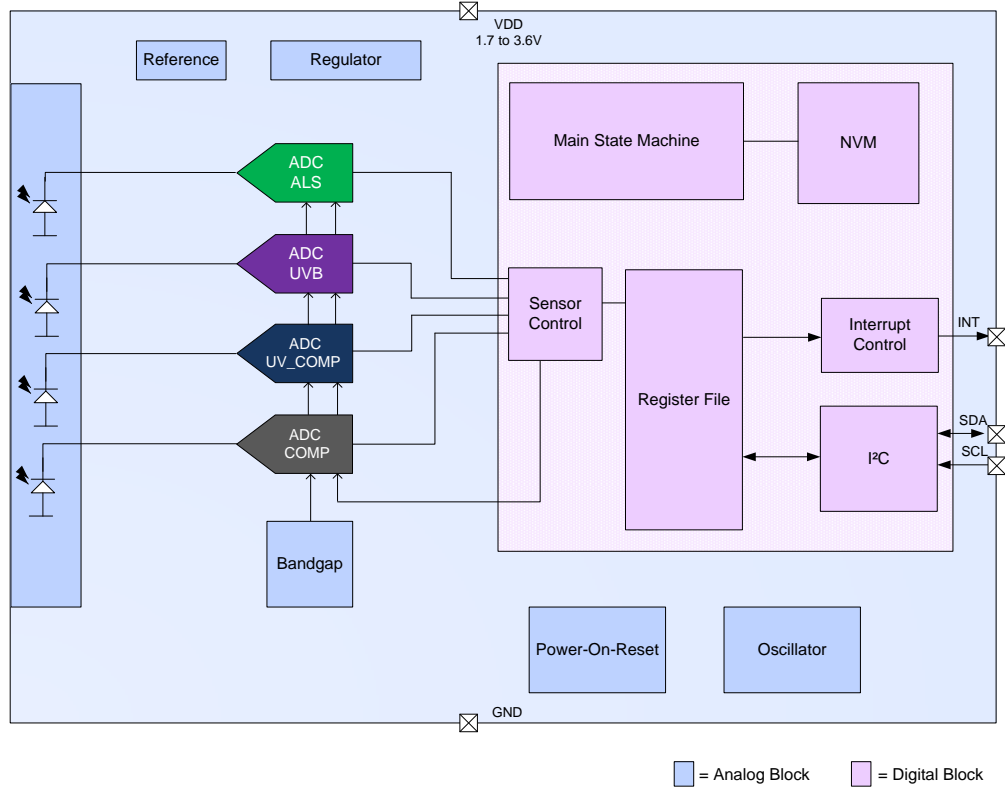 VDD
1.7 to 3.6V
Reference
Regulator
Main State Machine
NVM
ADC
ALS
ADC
UVB
Sensor
Control
ADC
UV_COMP
Interrupt
Control
INT
Register File
ADC
COMP
I²C
SDA
SCL
Bandgap
Power-On-Reset
Oscillator
GND
= Analog Block
= Digital Block